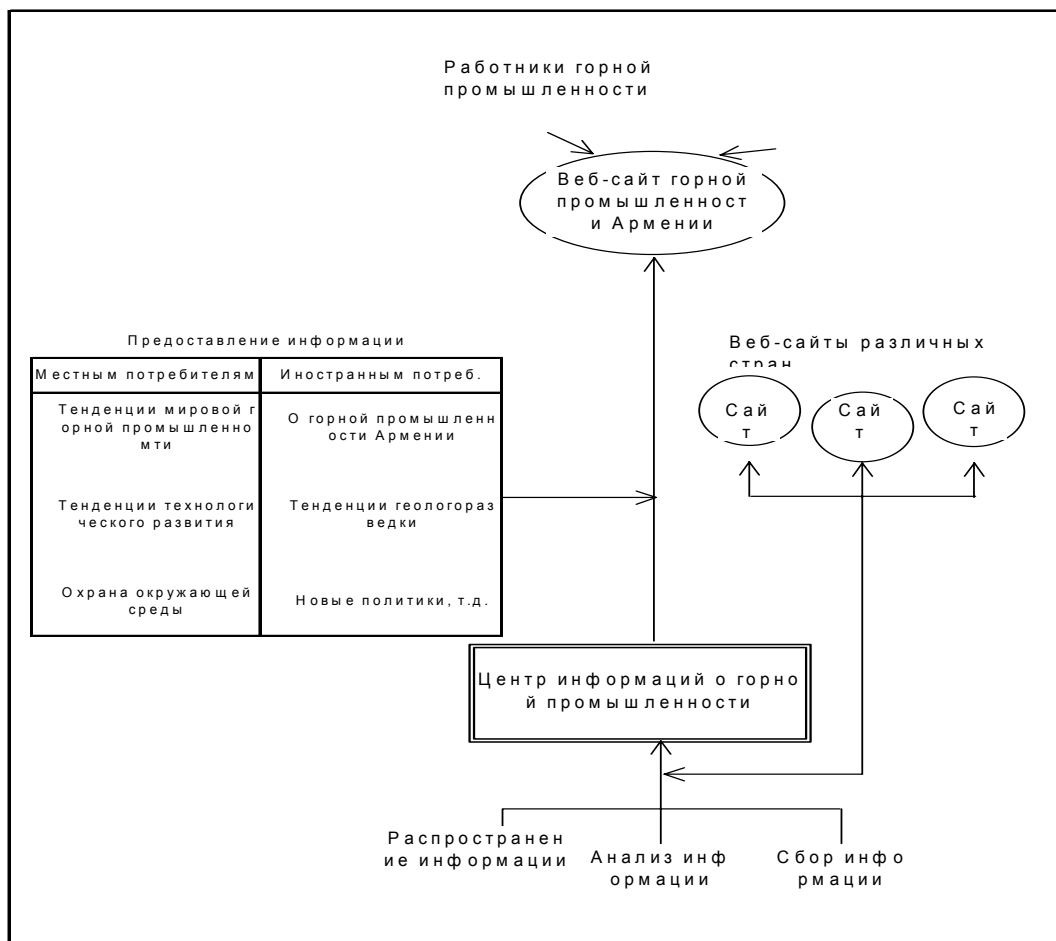 Работники горной
промышленности
Веб-сайт горной
промышленност
и Армении
Предоставление информации
Местным потребителям
Иностранным потреб.
Тенденции мировой г
орной промышленно
мти
О горной промышленн
ости Армении
Тенденции технологи
ческого развития
Тенденции геологораз
ведки
Охрана окружающей
среды
Новые политики, т.д.
Веб-сайты различных
стран
Сай
т
Сай
т
Сай
т
Центр информаций о горно
й промышленности
Распространен
ие информации
Анализ инф
ормации
Сбор инфо
рмации